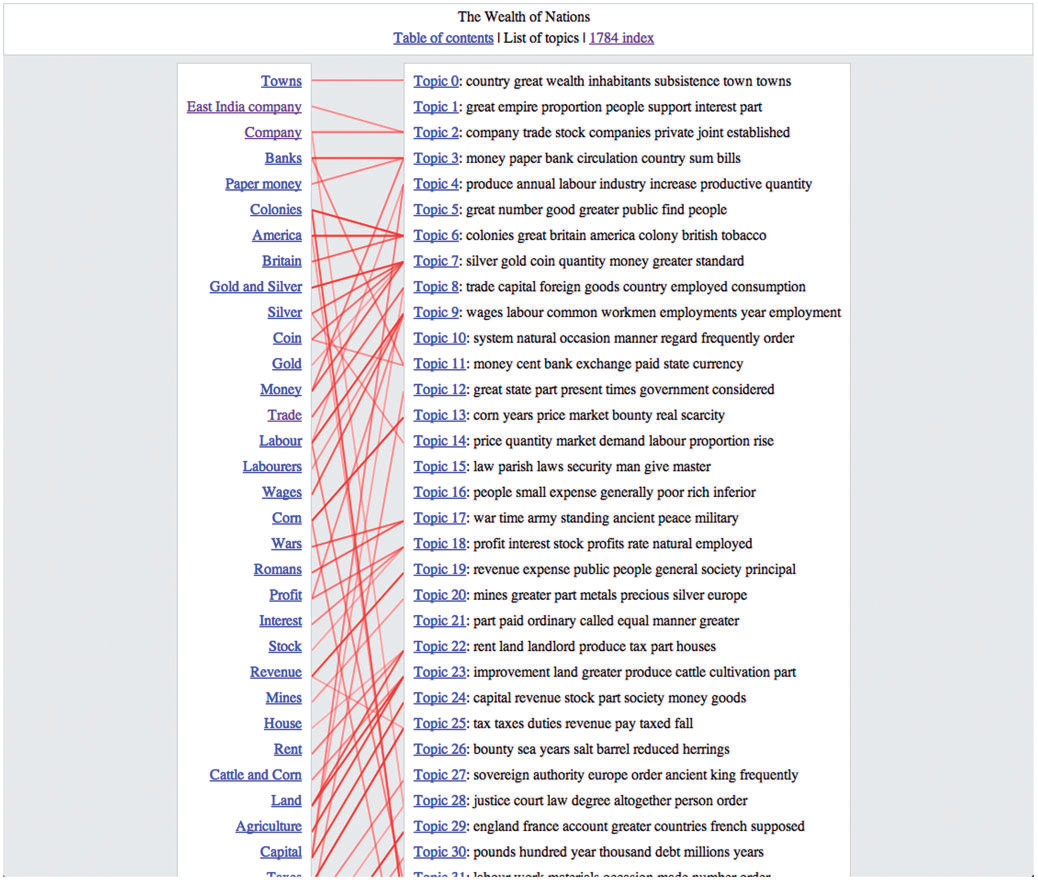 The Wealth of Nations
Table of contents | List of topics | 1784 index
Towns
East India company
Company
Banks
Paper money
Colonies
America
Britain
Gold and Silver
Silver
Coin
Gold
Money
Trade
Labour
Labourers
Wages
Corn
Wars
Romans
Profit
Interest
Stock
Revenue
Mines
House
Rent
Cattle and Corn
Land
Agriculture
Capital
Taxes
Topic 0: country great wealth inhabitants subsistence town towns
Topic 1: great empire proportion people support interest part
Topic 2: company trade stock companies private joint established
Topic 3: money paper bank circulation country sum bills
Topic 4: produce annual labour industry increase productive quantity
Topic 5: great number good greater public find people
Topic 6: colonies great britain america colony british tobacco
Topic 7: silver gold coin quantity money greater standard
Topic 8: trade capital foreign goods country employed consumption
Topic 9: wages labour common workmen employments year employment
Topic 10: system natural occasion manner regard frequently order
Topic 11: money cent bank exchange paid state currency
Topic 12: great state part present times government considered
Topic 13: corn years price market bounty real scarcity
Topic 14: price quantity market demand labour proportion rise
Topic 15: law parish laws security man give master
Topic 16: people small expense generally poor rich inferior
Topic 17: war time army standing ancient peace military
Topic 18: profit interest stock profits rate natural employed
Topic 19: revenue expense public people general society principal
Topic 20: mines greater part metals precious silver europe
Topic 21: part paid ordinary called equal manner greater
Topic 22: rent land landlord produce tax part houses
Topic 23: improvement land greater produce cattle cultivation part
Topic 24: capital revenue stock part society money goods
Topic 25: tax taxes duties revenue pay taxed fall
Topic 26: bounty sea years salt barrel reduced herrings
Topic 27: sovereign authority europe order ancient king frequently
Topic 28: justice court law degree altogether person order
Topic 29: england france account greater countries french supposed
Topic 30: pounds hundred year thousand debt millions years
Topic 31: labour work materials occasion made number order